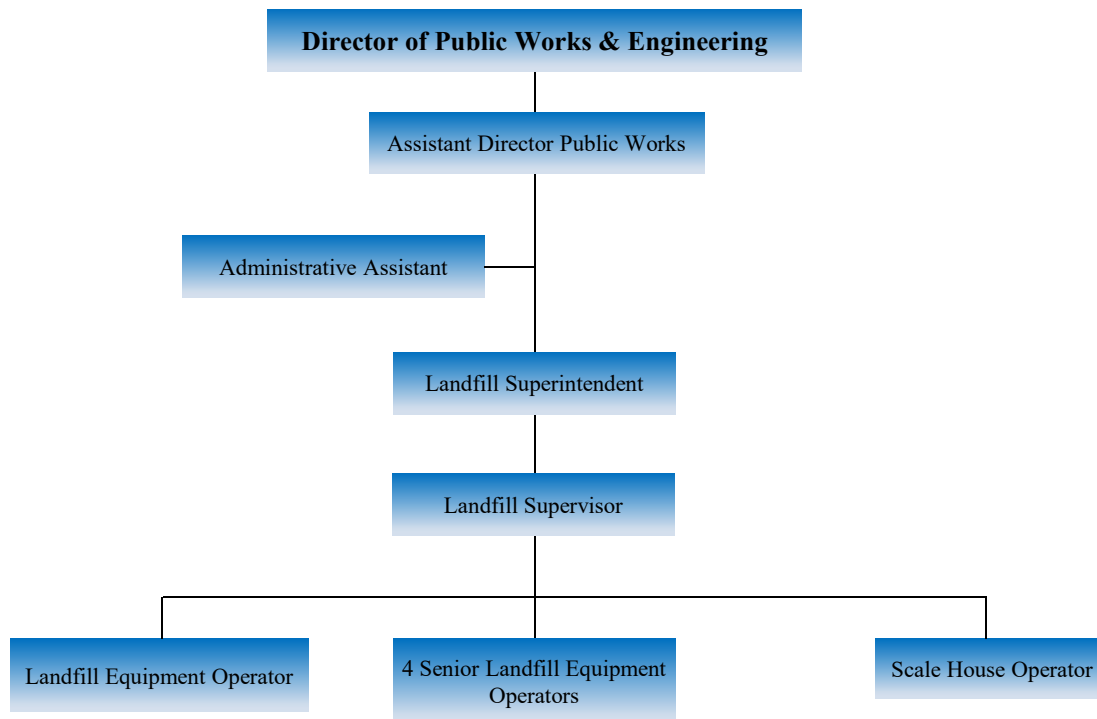 Director of Public Works & Engineering
Assistant Director Public Works
Administrative Assistant
Landfill Superintendent
Landfill Supervisor
Landfill Equipment Operator
4 Senior Landfill Equipment
Operators
Scale House Operator